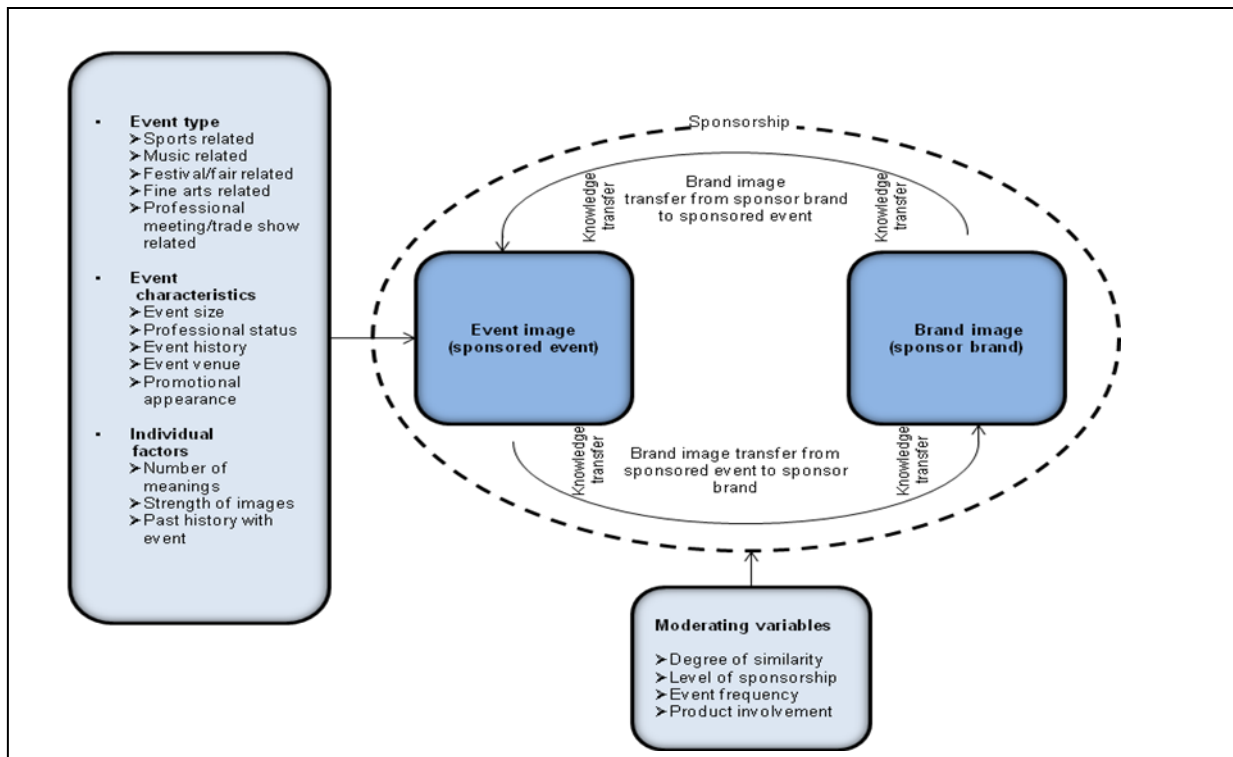 ▪ Event type
➢Sports related
➢Music related
➢Festival/fair related
➢Fine arts related
➢Professional
meeting/trade show
related
▪ Event
characteristics
➢Event size
➢Professional status
➢Event history
➢Event venue
➢Promotional
appearance
▪ Individual
factors
➢Number of
meanings
➢Strength of images
➢Past history with
event
Sponsorship
Knowledge
transfer
Brand image
transfer from sponsor brand
to sponsored event
Knowledge
transfer
Event image
(sponsored event)
Brand image
(sponsor brand)
Knowledge
transfer
Brand image transfer from
sponsored event to sponsor
brand
Knowledge
transfer
Moderating variables
➢Degree of similarity
➢Level of sponsorship
➢Event frequency
➢Product involvement